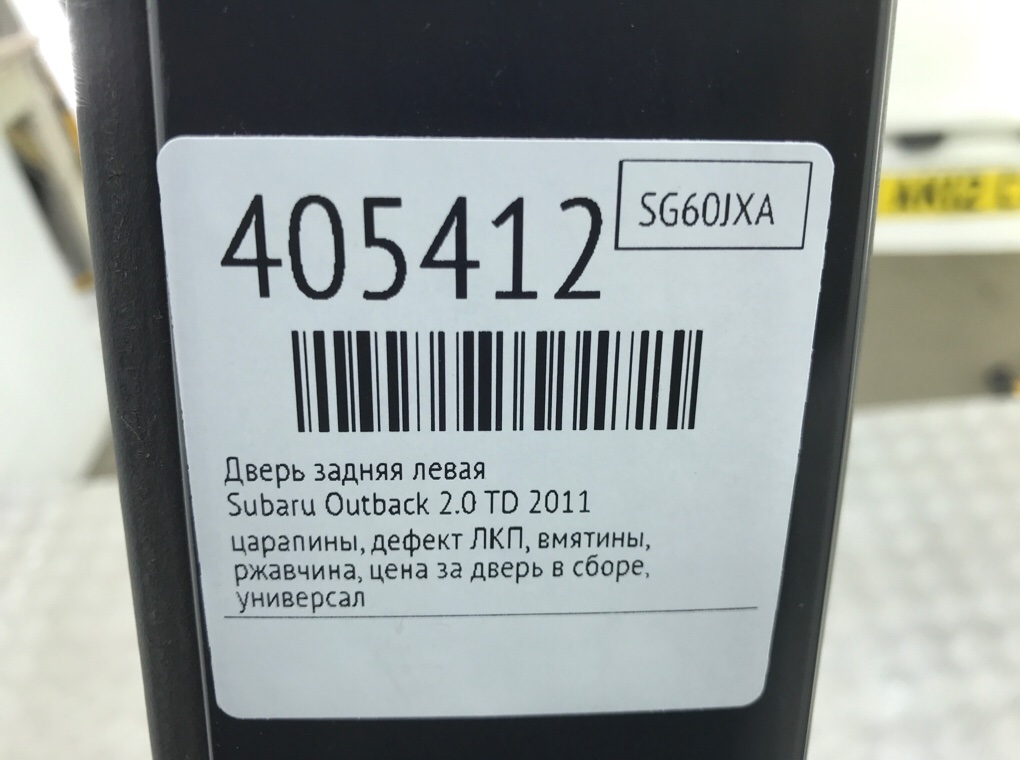 405412
SG60JXA
Дверь задняя левая
Subaru Outback 2.0 TD 2011
царапины, дефект ЛКП, вмятины,
ржавчина, цена за дверь в сборе,
универсал